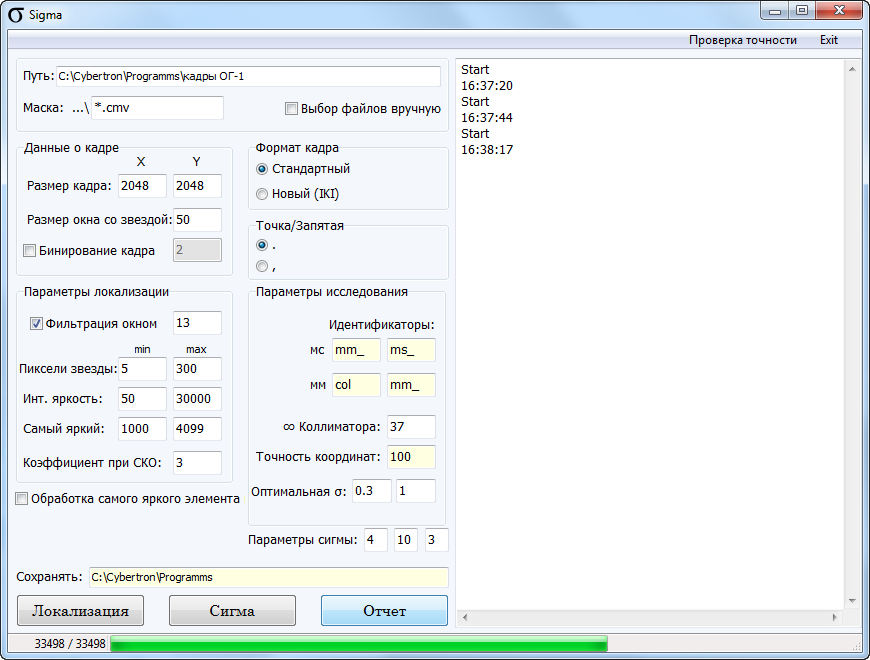 Sigma
Проверка точности Exit
Путь: C:\Cybertron\Programms\кадры ОГ-1
Маска: ...\ *.cmv
Выбор файлов вручную
Данные о кадре
X Y
Размер кадра: 2048 2048
Размер окна со звездой: 50
Бинирование кадра 2
Формат кадра
Стандартный
Новый (IKI)
Точка/Запятая
.
,
Параметры локализации
Фильтрация окном 13
min max
Пиксели звезды: 5 300
Инт. яркость: 50 30000
Самый яркий: 1000 4099
Коэффициент при СКО: 3
Обработка самого яркого элемента
Параметры исследования
Идентификаторы:
мс mm_ ms_
мм col mm_
∞ Коллиматора: 37
Точность координат: 100
Оптимальная σ: 0.3 1
Параметры сигмы: 4 10 3
Сохранять: C:\Cybertron\Programms
Локализация Сигма Отчет
33498 / 33498
Start
16:37:20
Start
16:37:44
Start
16:38:17